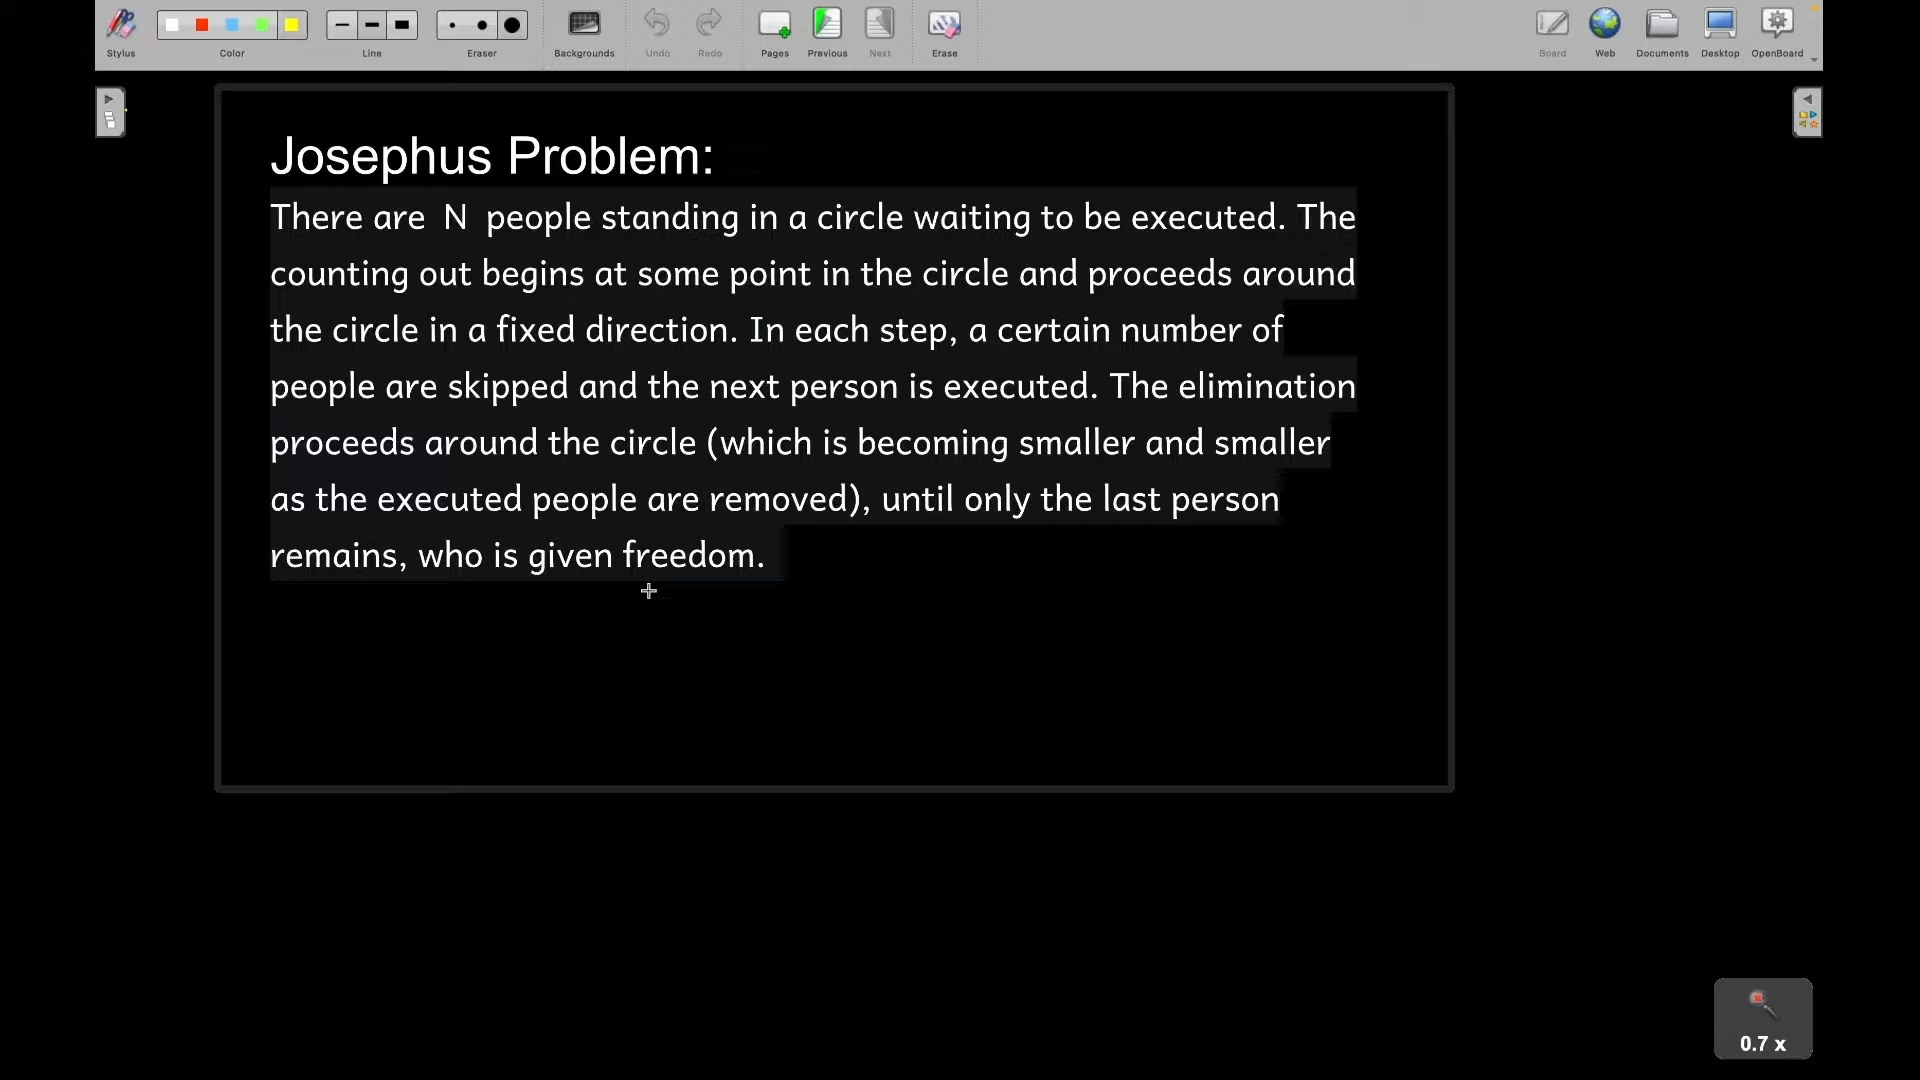 Stylus
Color
Line
Eraser
Backgrounds
Undo
Redo
Pages
Previous
Next
Erase
Board
Web
Documents
Desktop
OpenBoard
Josephus Problem:
There are N people standing in a circle waiting to be executed. The
counting out begins at some point in the circle and proceeds around
the circle in a fixed direction. In each step, a certain number of
people are skipped and the next person is executed. The elimination
proceeds around the circle (which is becoming smaller and smaller
as the executed people are removed), until only the last person
remains, who is given freedom.
0.7 x